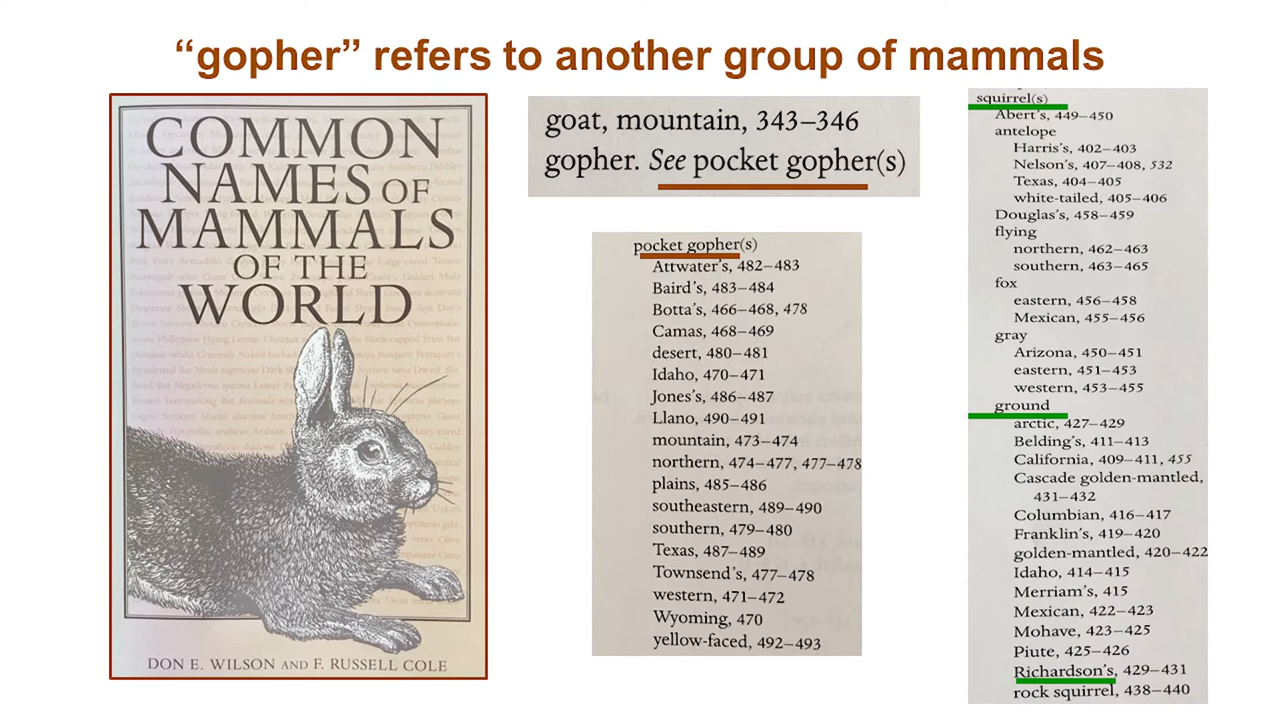 “gopher” refers to another group of mammals
COMMON
NAMES OF
MAMMALS
OF THE
WORLD
DON E. WILSON AND F. RUSSELL COLE
goat, mountain, 343–346
gopher. See pocket gopher(s)
pocket gopher(s)
Attwater's, 482–483
Baird's, 483–484
Botta's, 466–468, 478
Camas, 468–469
desert, 480–481
Idaho, 470–471
Jones's, 486–487
Llano, 490–491
mountain, 473–474
northern, 474–477, 477–478
plains, 485–486
southeastern, 489–490
southern, 479–480
Texas, 487–489
Townsend's, 477–478
western, 471–472
Wyoming, 470
yellow-faced, 492–493
squirrel(s)
Abert's, 449–450
antelope
Harris's, 402–403
Nelson's, 407–408, 532
Texas, 404–405
white-tailed, 405–406
Douglas's, 458–459
flying
northern, 462–463
southern, 463–465
fox
eastern, 456–458
Mexican, 455–456
gray
Arizona, 450–451
eastern, 451–453
western, 453–455
ground
arctic, 427–429
Belding's, 411–413
California, 409–411, 455
Cascade golden-mantled,
431–432
Columbian, 416–417
Franklin's, 419–420
golden-mantled, 420–422
Idaho, 414–415
Merriam's, 415
Mexican, 422–423
Mohave, 423–425
Piute, 425–426
Richardson's, 429–431
rock squirrel, 438–440